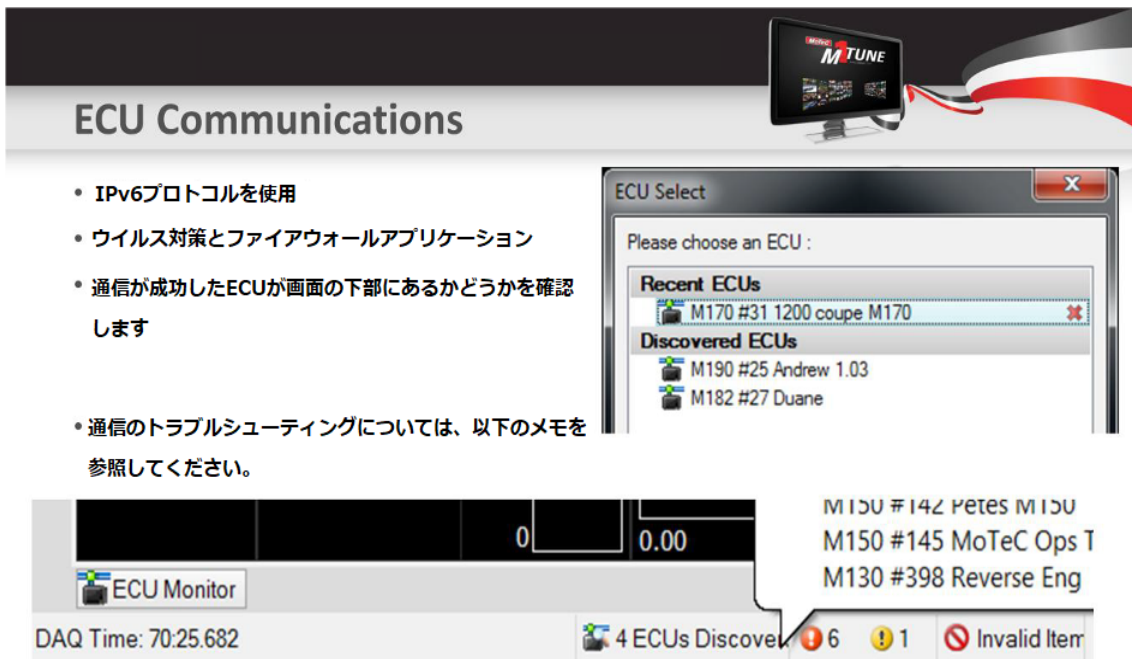 MoTeC
M1 TUNE
ECU Communications
• IPv6プロトコルを使用
• ウイルス対策とファイアウォールアプリケーション
• 通信が成功したECUが画面の下部にあるかどうかを確認
します
• 通信のトラブルシューティングについては、以下のメモを
参照してください。
ECU Select
Please choose an ECU :
Recent ECUs
M170 #31 1200 coupe M170
Discovered ECUs
M190 #25 Andrew 1.03
M182 #27 Duane
0
0.00
M150 #142 Petes M150
M150 #145 MoTeC Ops T
M130 #398 Reverse Eng
ECU Monitor
DAQ Time: 70:25.682
4 ECUs Discover
6
1
Invalid Item